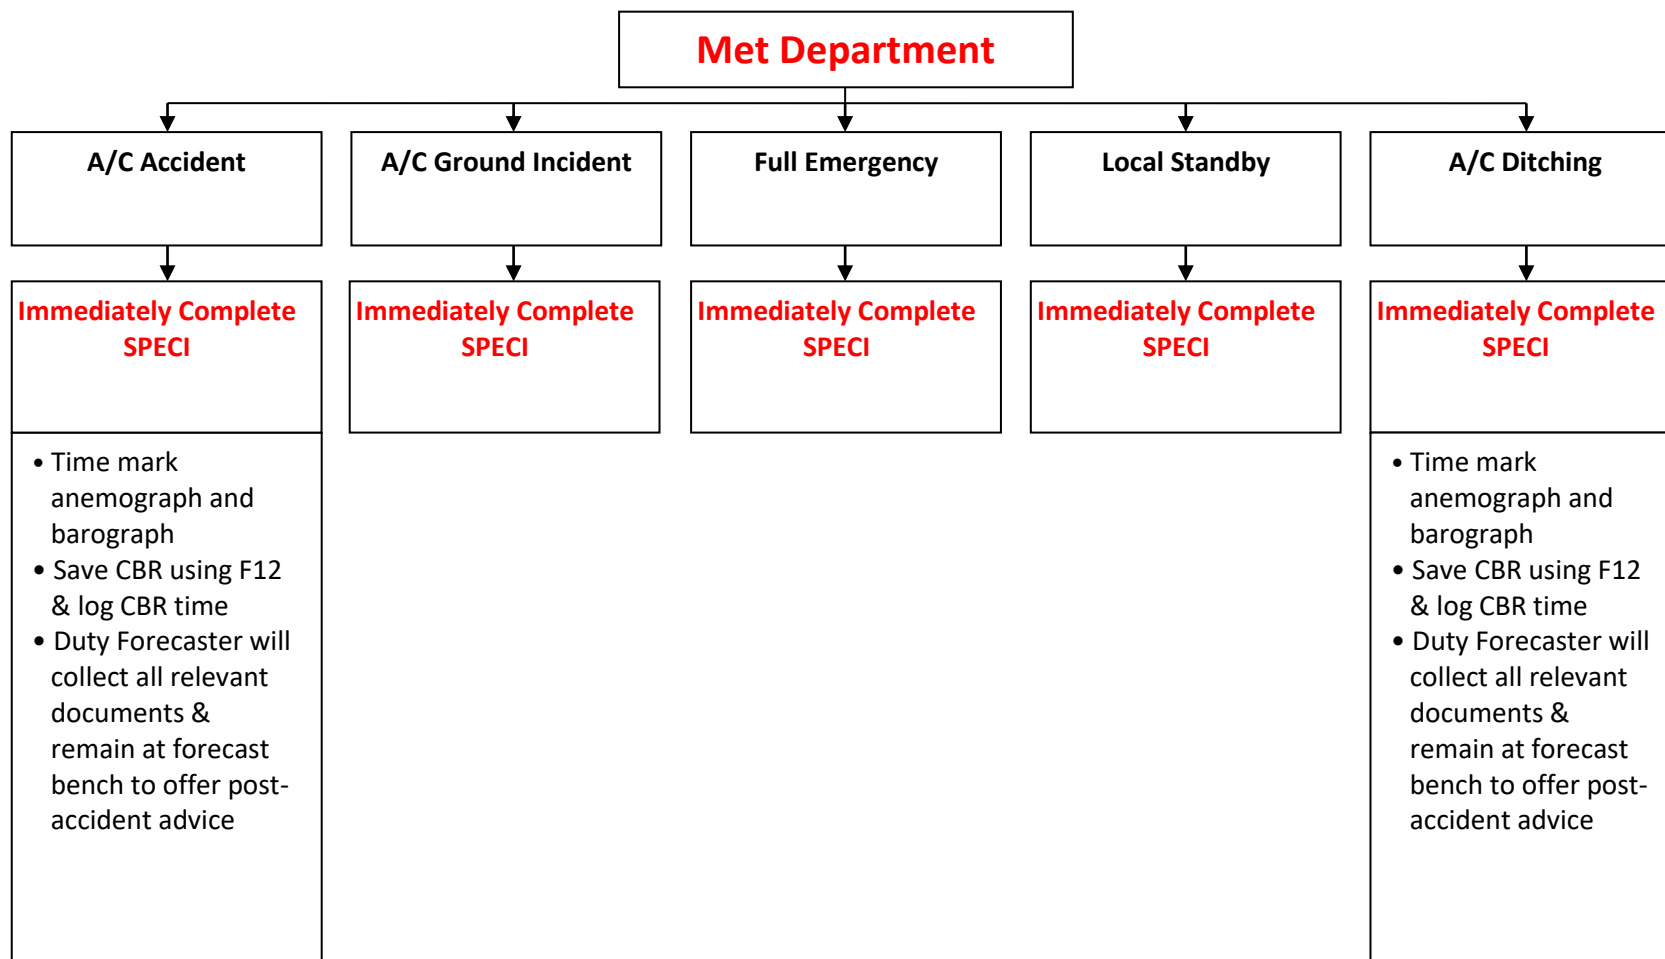 Met Department
A/C Accident
A/C Ground Incident
Full Emergency
Local Standby
A/C Ditching
Immediately Complete
SPECI
Immediately Complete
SPECI
Immediately Complete
SPECI
Immediately Complete
SPECI
Immediately Complete
SPECI
• Time mark
anemograph and
barograph
• Save CBR using F12
& log CBR time
• Duty Forecaster will
collect all relevant
documents &
remain at forecast
bench to offer post-
accident advice
• Time mark
anemograph and
barograph
• Save CBR using F12
& log CBR time
• Duty Forecaster will
collect all relevant
documents &
remain at forecast
bench to offer post-
accident advice